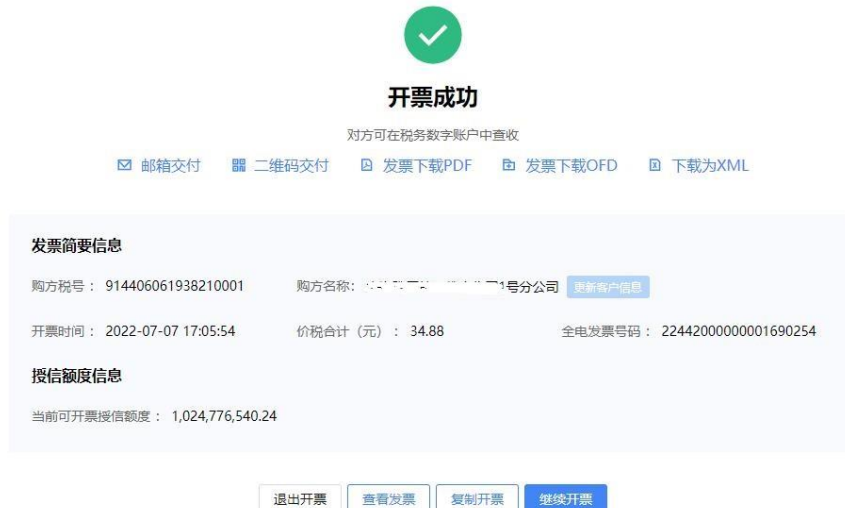 开票成功
对方可在税务数字账户中查收
邮箱交付 二维码交付 发票下载PDF 发票下载OFD 下载为XML
发票简要信息
购方税号： 914406061938210001 购方名称： 1号分公司 更新客户信息
开票时间： 2022-07-07 17:05:54 价税合计（元）： 34.88 全电发票号码： 22442000000001690254
授信额度信息
当前可开票授信额度： 1,024,776,540.24
退出开票 查看发票 复制开票 继续开票